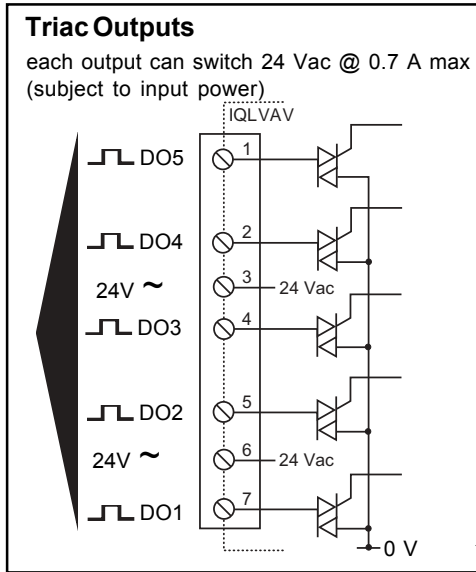 Triac Outputs
each output can switch 24 Vac @ 0.7 A max
(subject to input power)
IQLVAV
DO5 1
DO4 2
24V ~ 3 24 Vac
DO3 4
DO2 5
24V ~ 6 24 Vac
DO1 7
0 V